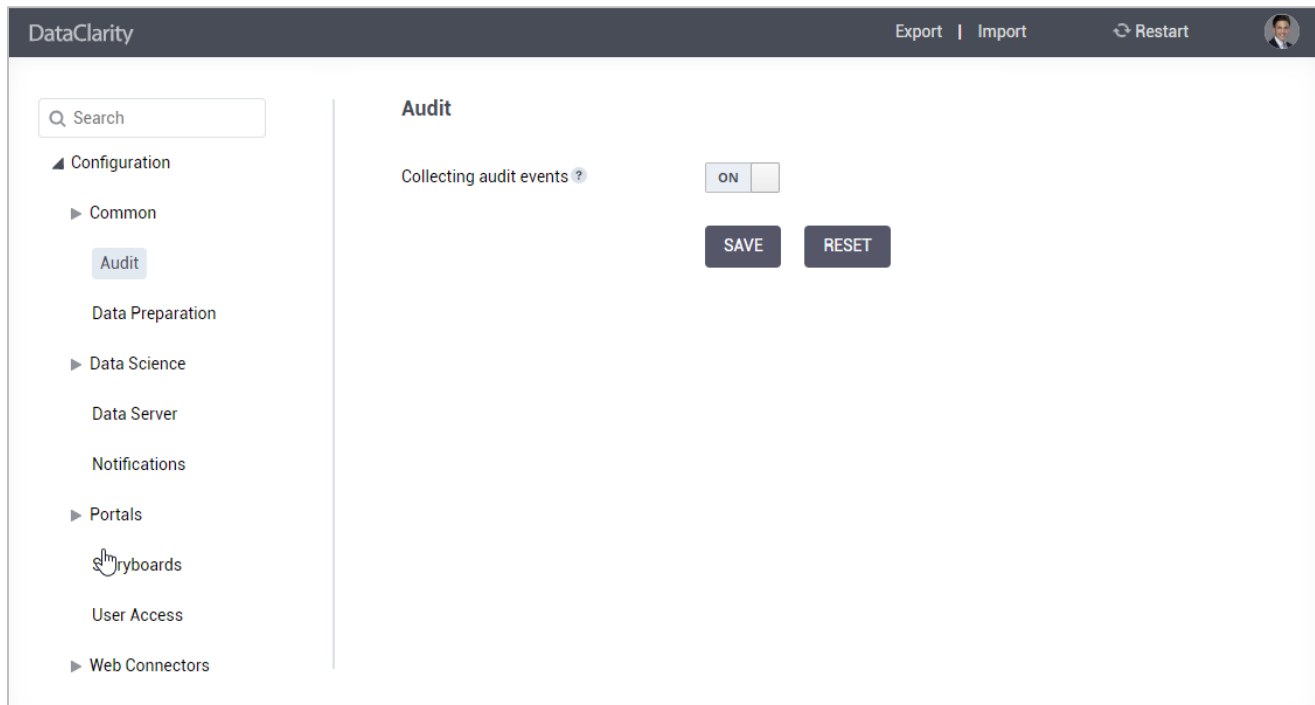 DataClarity
Export | Import
Restart
Search
Configuration
Common
Audit
Data Preparation
Data Science
Data Server
Notifications
Portals
User Access
Web Connectors
Audit
Collecting audit events ?
ON
SAVE RESET